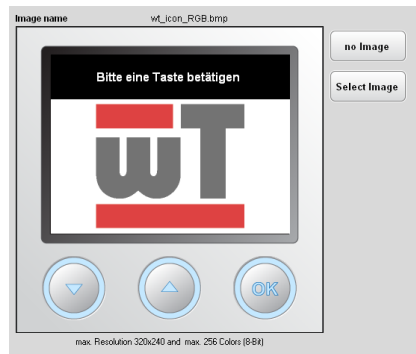 Image name wt_icon_RGB.bmp
no Image
Bitte eine Taste betätigen
Select Image
wT
OK
max. Resolution 320x240 and max. 256 Colors (8-Bit)